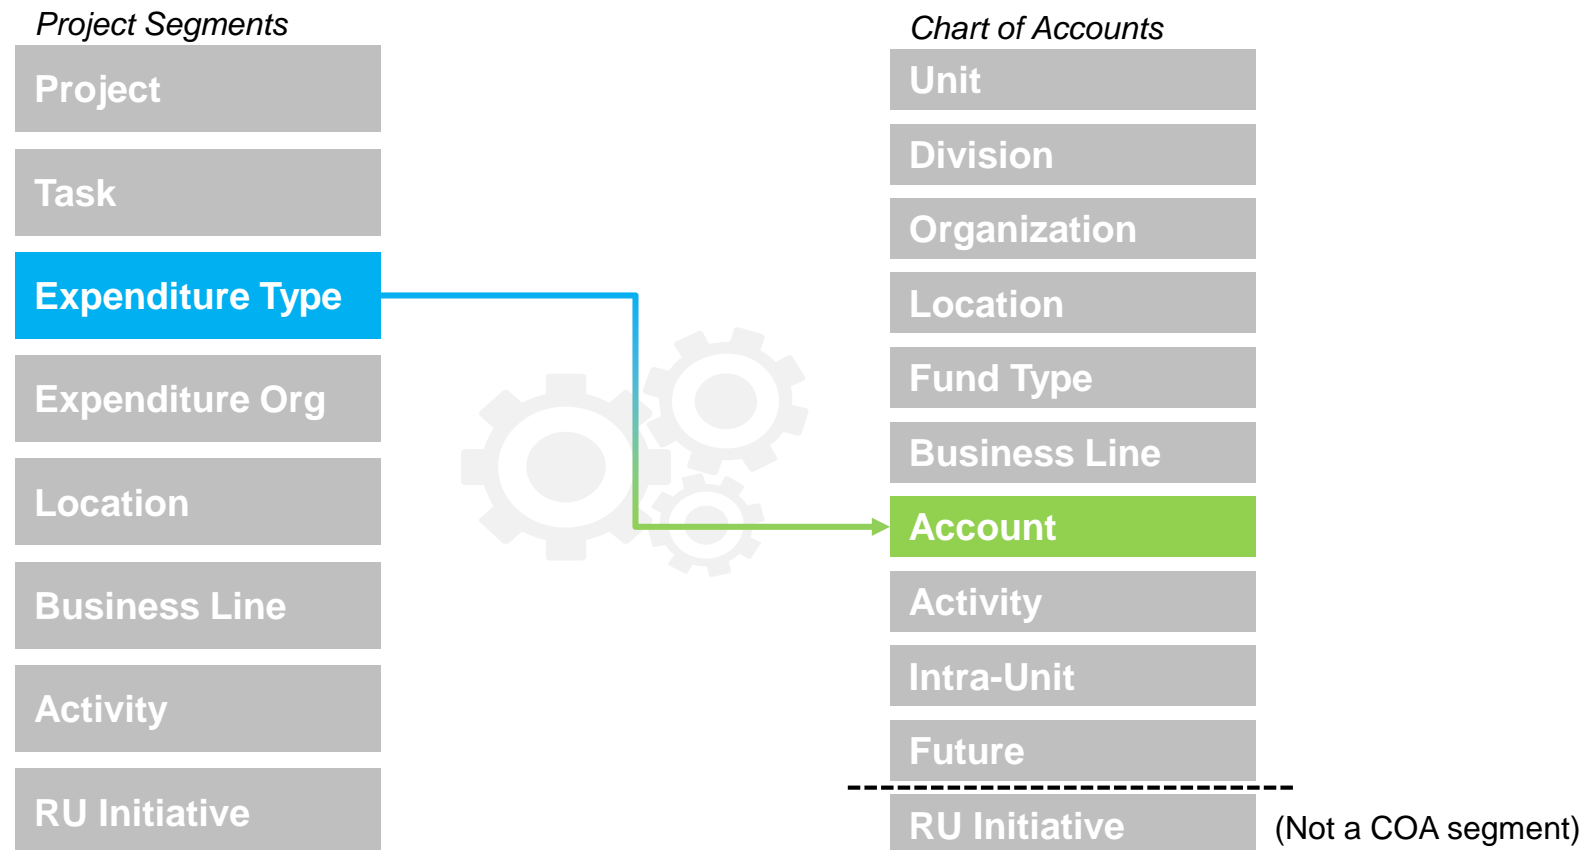 Project Segments
Project
Task
Expenditure Type
Expenditure Org
Location
Business Line
Activity
RU Initiative
Chart of Accounts
Unit
Division
Organization
Location
Fund Type
Business Line
Account
Activity
Intra-Unit
Future
RU Initiative
(Not a COA segment)